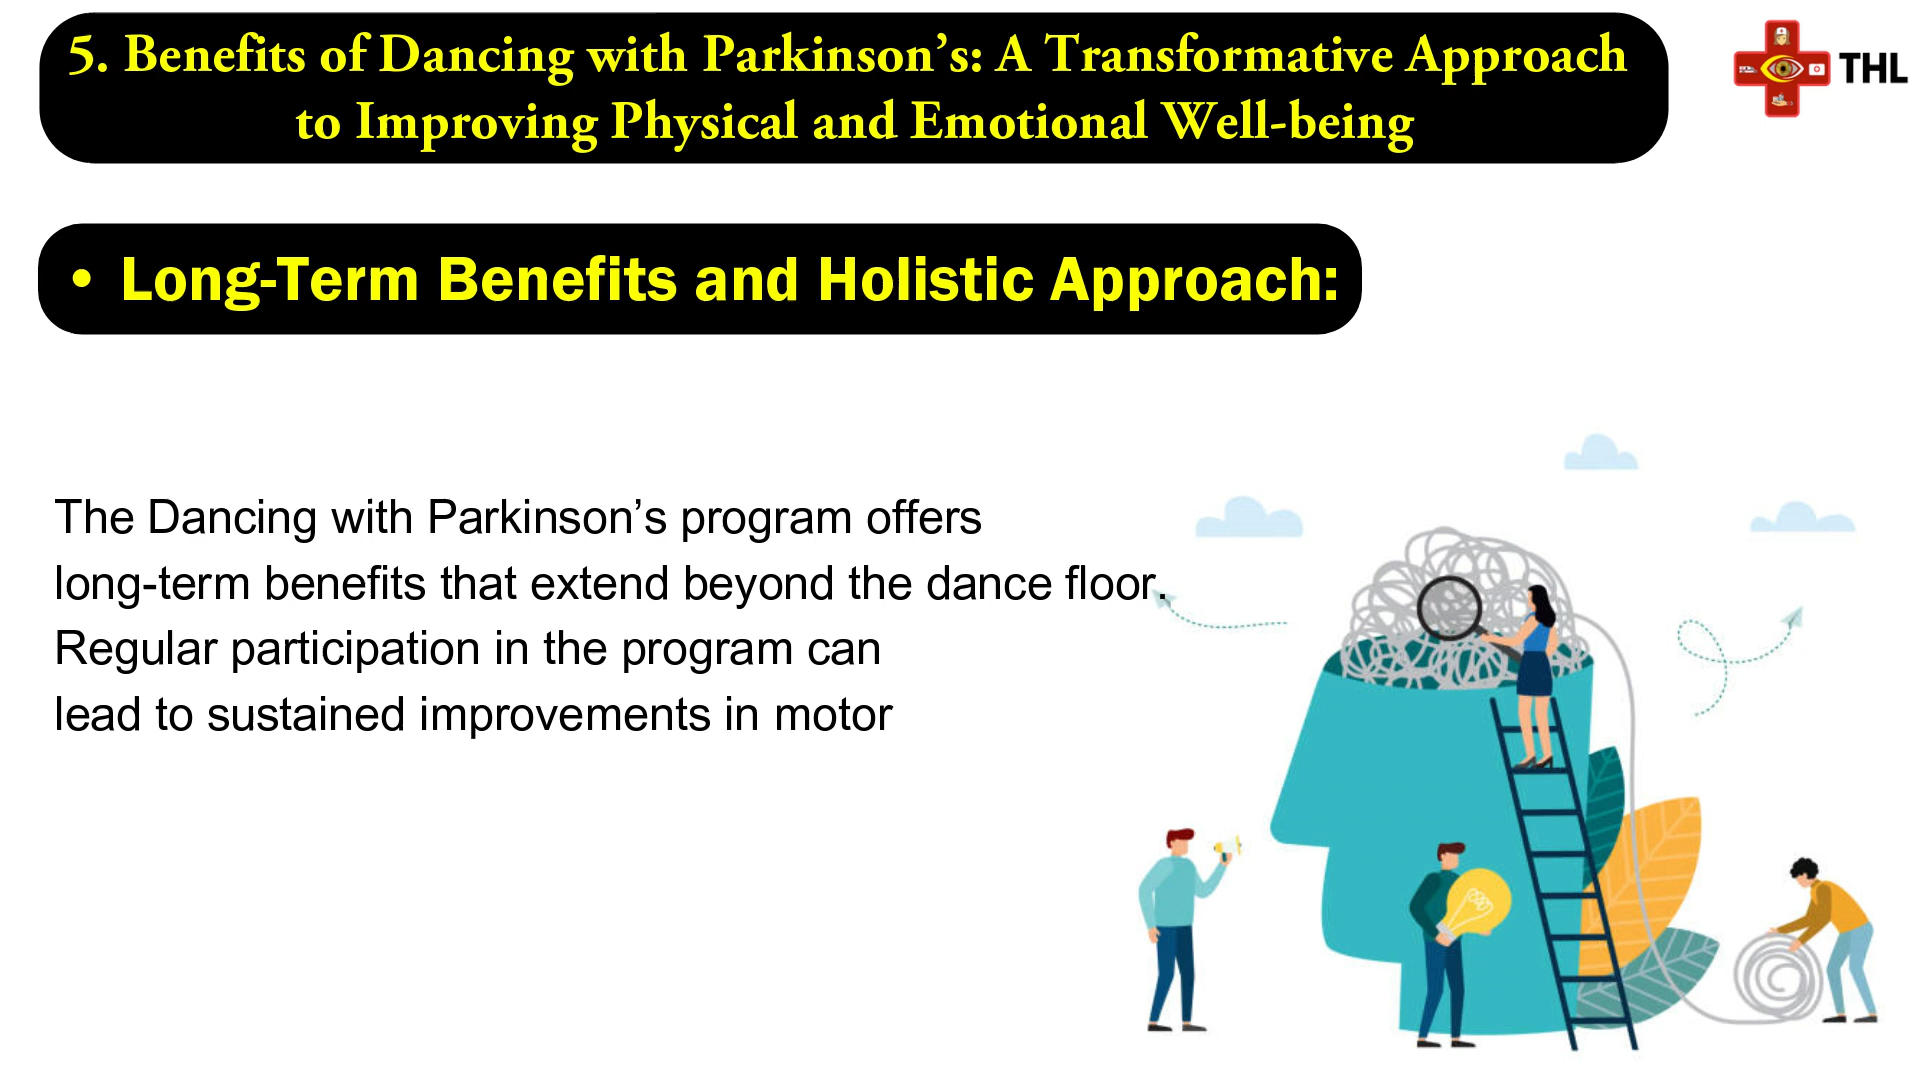 5. Benefits of Dancing with Parkinson’s: A Transformative Approach
to Improving Physical and Emotional Well-being
THL
• Long-Term Benefits and Holistic Approach:
The Dancing with Parkinson’s program offers
long-term benefits that extend beyond the dance floor.
Regular participation in the program can
lead to sustained improvements in motor